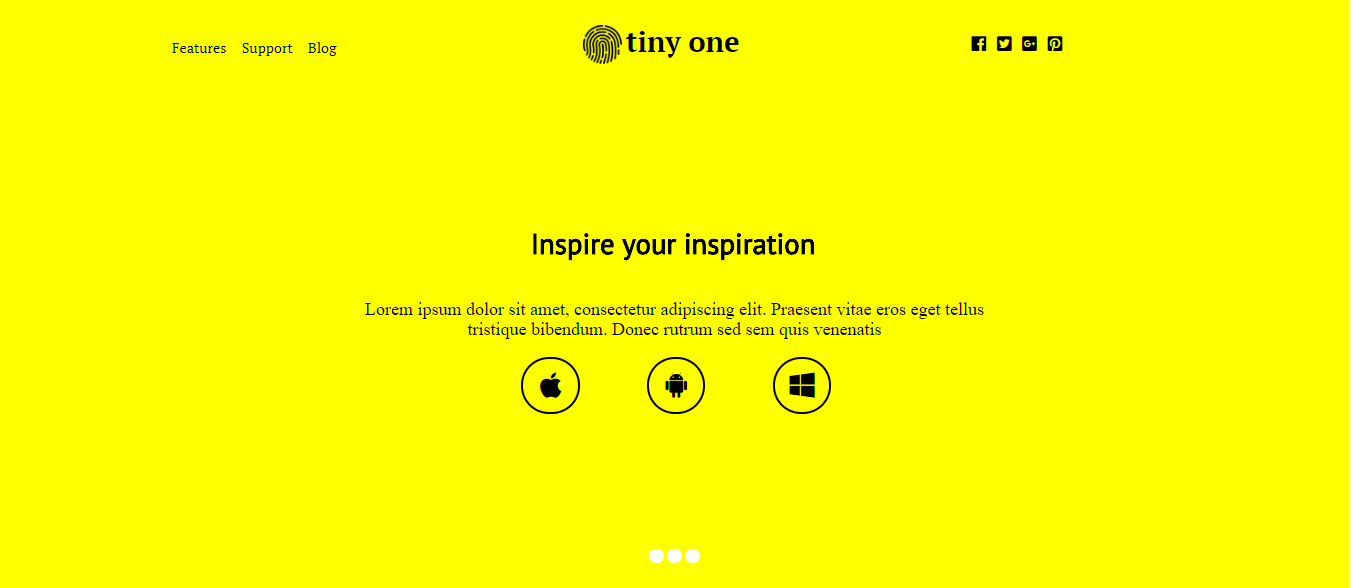 Features Support Blog
tiny one
Inspire your inspiration
Lorem ipsum dolor sit amet, consectetur adipiscing elit. Praesent vitae eros eget tellus
tristique bibendum. Donec rutrum sed sem quis venenatis